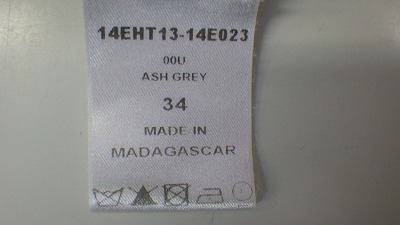 14EHT13-14E023
00U
ASH GREY
34
MADE IN
MADAGASCAR